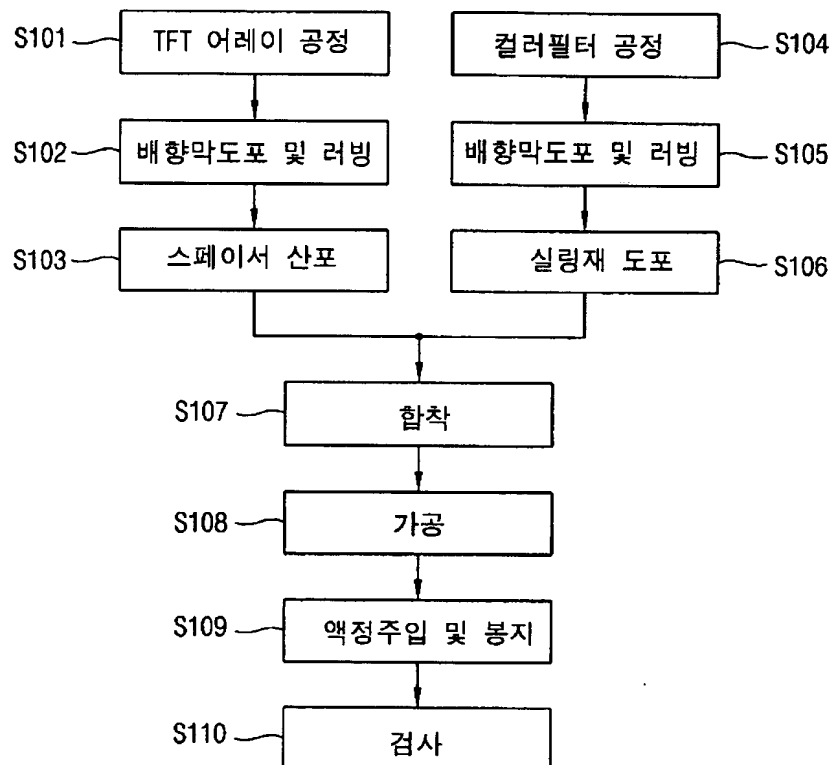 S101 TFT 어레이 공정
컬러필터 공정 S104
S102 배향막도포 및 러빙
배향막도포 및 러빙 S105
S103 스페이서 산포
실링재 도포 S106
S107 합착
S108 가공
S109 액정주입 및 봉지
S110 검사